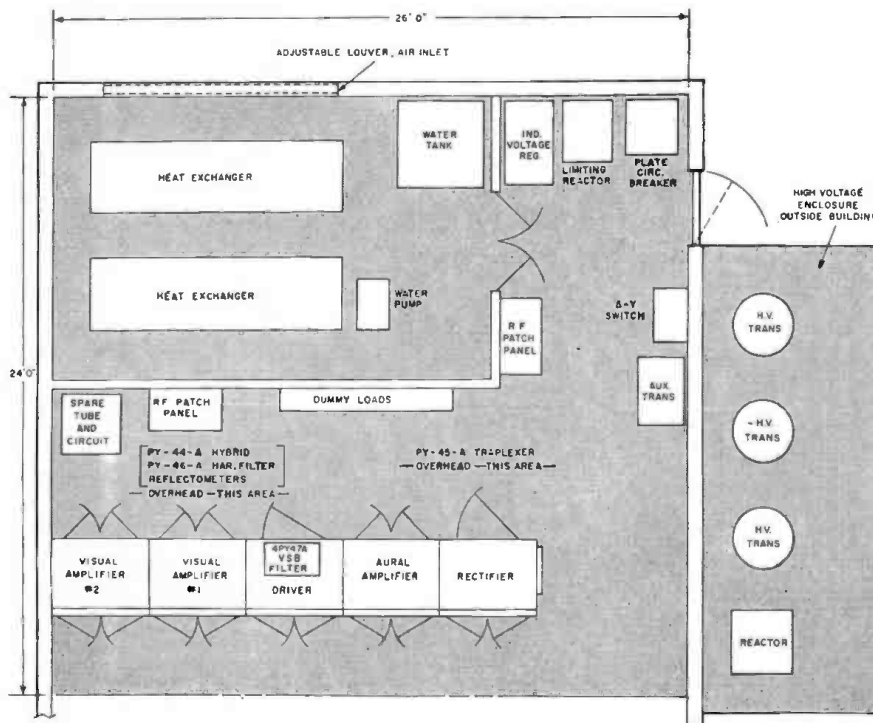 26'0"
ADJUSTABLE LOUVER, AIR INLET
WATER
TANK
IND.
VOLTAGE
REG.
LIMITING
REACTOR
PLATE
CIRC.
BREAKER
HEAT EXCHANGER
HIGH VOLTAGE
ENCLOSURE
OUTSIDE BUILDING
HEAT EXCHANGER
WATER
PUMP
Δ-Y
SWITCH
H.V.
TRANS
RF
PATCH
PANEL
24'0"
AUX.
TRANS
SPARE
TUBE
AND
CIRCUIT
RF PATCH
PANEL
DUMMY LOADS
H.V.
TRANS
PY-44-A HYBRID
PY-46-A HAR. FILTER
REFLECTOMETERS
OVERHEAD—THIS AREA
PY-45-A TRAPLEXER
OVERHEAD—THIS AREA
H.V.
TRANS
VISUAL
AMPLIFIER
#2
VISUAL
AMPLIFIER
#1
4PY47A
VSB
FILTER
DRIVER
AURAL
AMPLIFIER
RECTIFIER
REACTOR